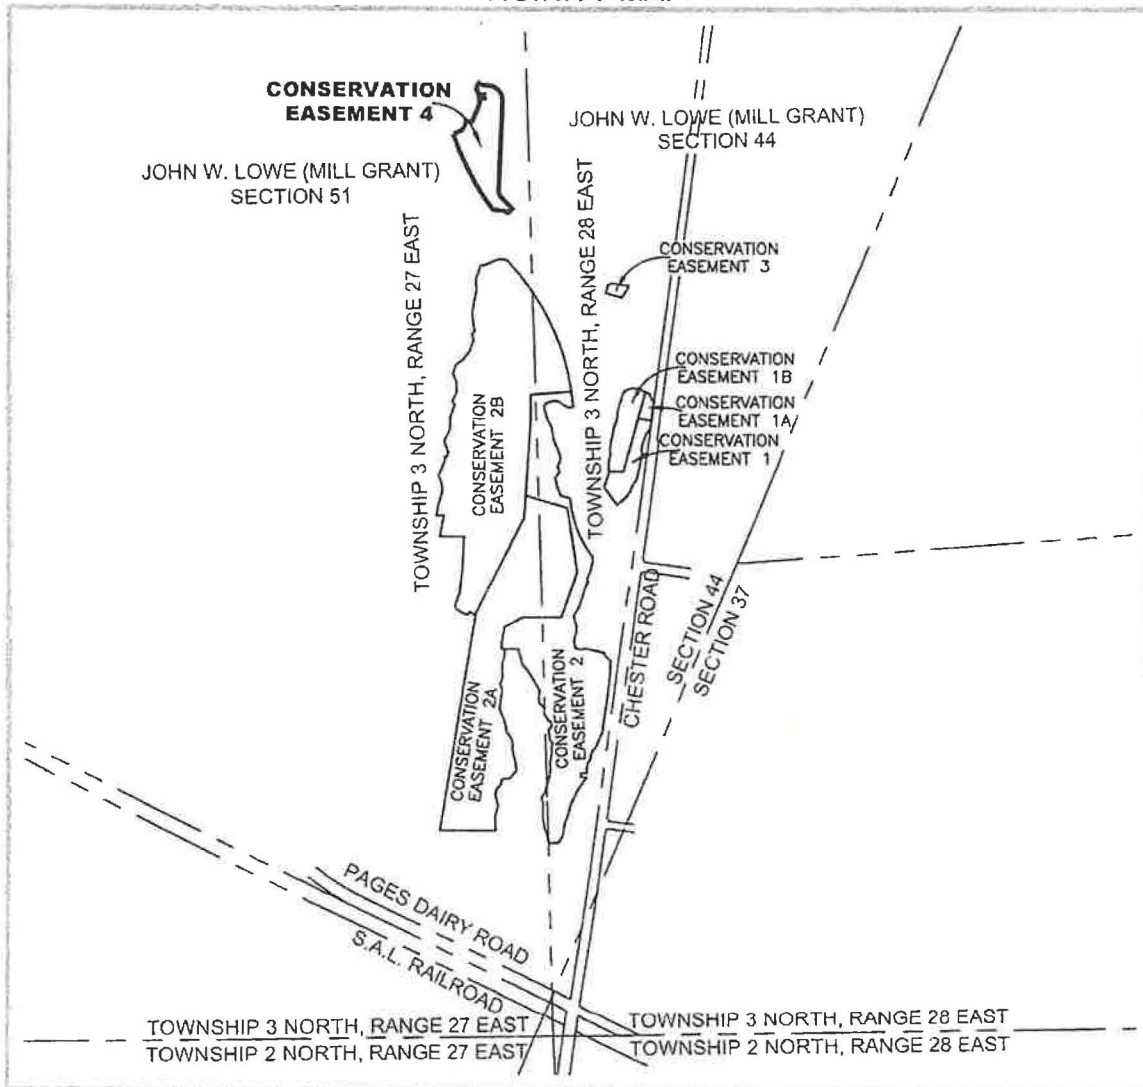 CONSERVATION
EASEMENT 4
JOHN W. LOWE (MILL GRANT)
SECTION 44
JOHN W. LOWE (MILL GRANT)
SECTION 51
TOWNSHIP 3 NORTH, RANGE 27 EAST
TOWNSHIP 3 NORTH, RANGE 28 EAST
CONSERVATION
EASEMENT 3
CONSERVATION
EASEMENT 1B
CONSERVATION
EASEMENT 1A
CONSERVATION
EASEMENT 1
CONSERVATION
EASEMENT 2B
CONSERVATION
EASEMENT 2A
CONSERVATION
EASEMENT 2
CHESTER ROAD
SECTION 44
SECTION 37
PAGES DAIRY ROAD
S.A.L. RAILROAD
TOWNSHIP 3 NORTH, RANGE 27 EAST
TOWNSHIP 2 NORTH, RANGE 27 EAST
TOWNSHIP 3 NORTH, RANGE 28 EAST
TOWNSHIP 2 NORTH, RANGE 28 EAST